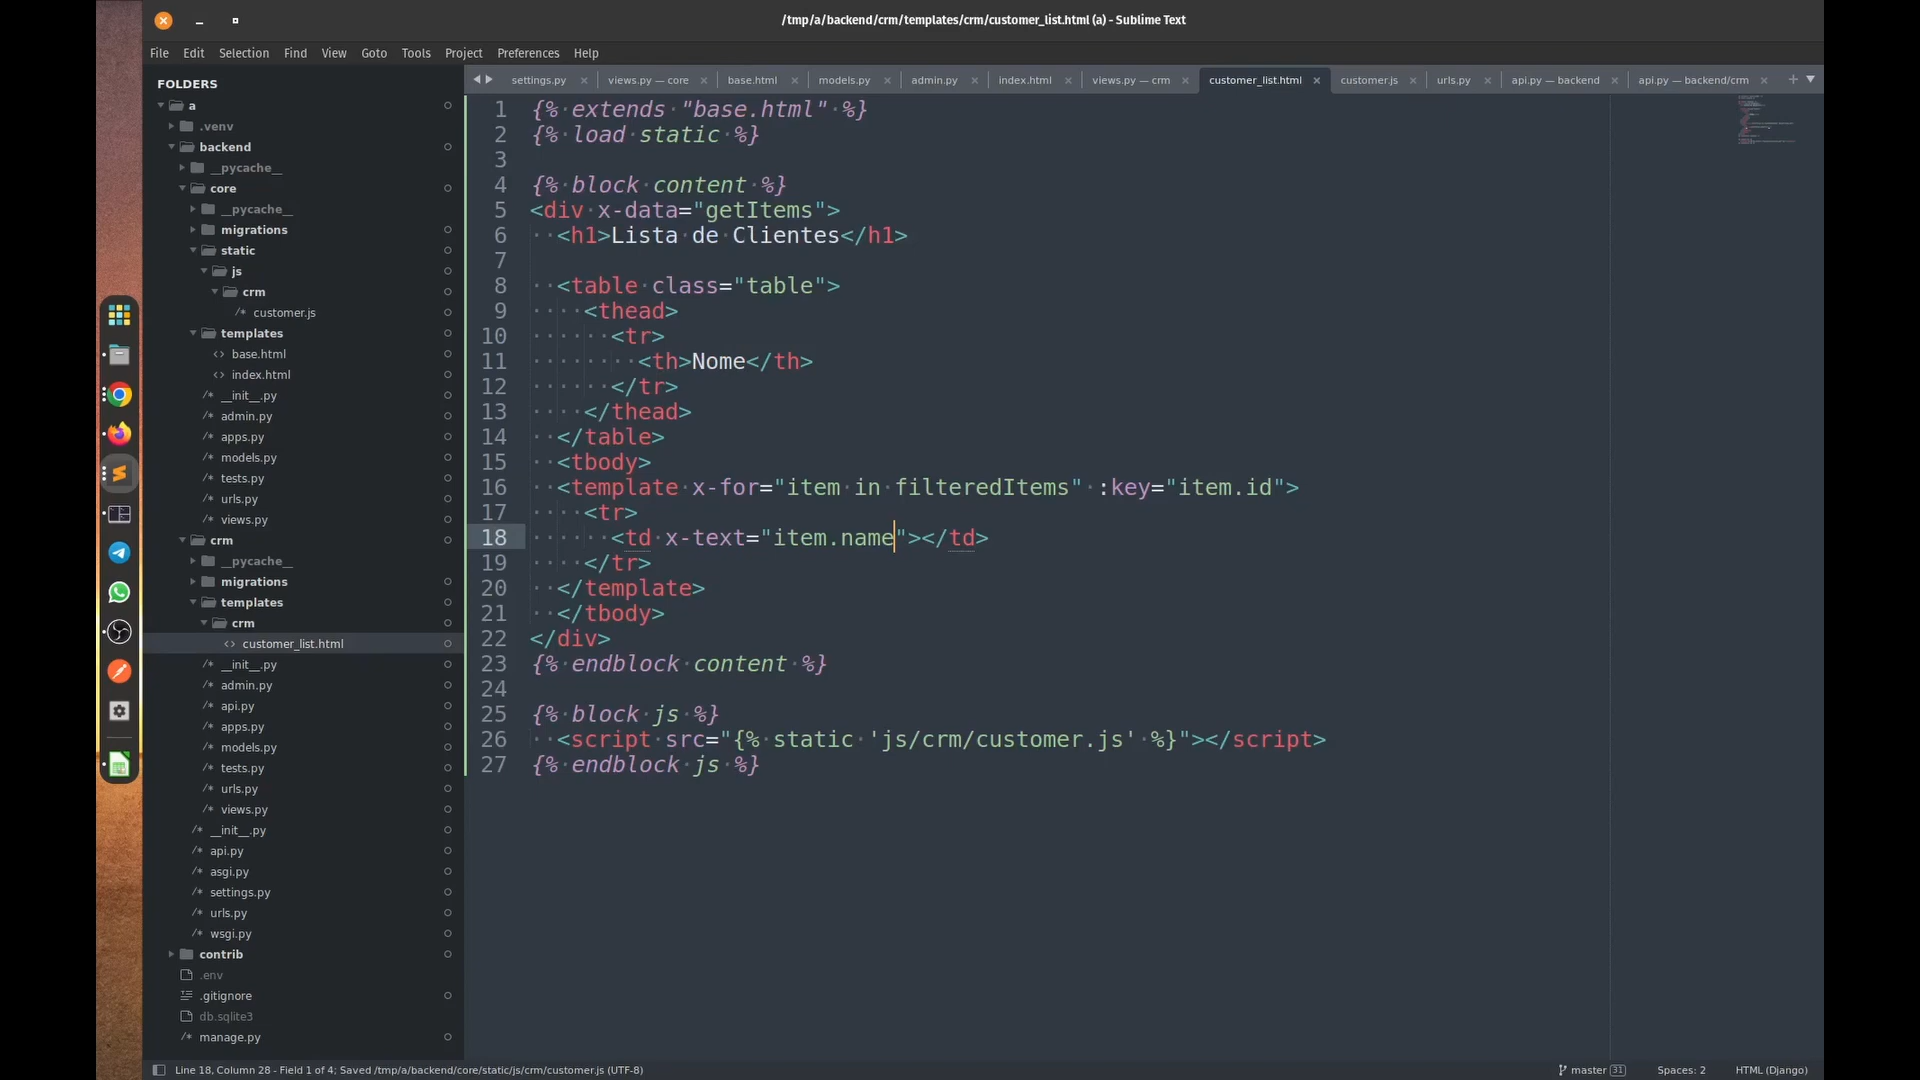 /tmp/a/backend/crm/templates/crm/customer_list.html (a) - Sublime Text
File Edit Selection Find View Goto Tools Project Preferences Help
FOLDERS
a
.venv
backend
__pycache__
core
__pycache__
migrations
static
js
crm
customer.js
templates
base.html
index.html
__init__.py
admin.py
apps.py
models.py
tests.py
urls.py
views.py
crm
__pycache__
migrations
templates
crm
customer_list.html
__init__.py
admin.py
api.py
apps.py
models.py
tests.py
urls.py
views.py
__init__.py
api.py
asgi.py
settings.py
urls.py
wsgi.py
contrib
.env
.gitignore
db.sqlite3
manage.py
settings.py views.py — core base.html models.py admin.py index.html views.py — crm customer_list.html customer.js urls.py api.py — backend api.py — backend/crm
1 {% extends "base.html" %}
2 {% load static %}
3
4 {% block content %}
5 <div x-data="getItems">
6 <h1>Lista de Clientes</h1>
7
8 <table class="table">
9 <thead>
10 <tr>
11 <th>Nome</th>
12 </tr>
13 </thead>
14 </table>
15 <tbody>
16 <template x-for="item in filteredItems" :key="item.id">
17 <tr>
18 <td x-text="item.name"></td>
19 </tr>
20 </template>
21 </tbody>
22 </div>
23 {% endblock content %}
24
25 {% block js %}
26 <script src="{% static 'js/crm/customer.js' %}"></script>
27 {% endblock js %}
Line 18, Column 28 - Field 1 of 4; Saved /tmp/a/backend/core/static/js/crm/customer.js (UTF-8) master 31 Spaces: 2 HTML (Django)